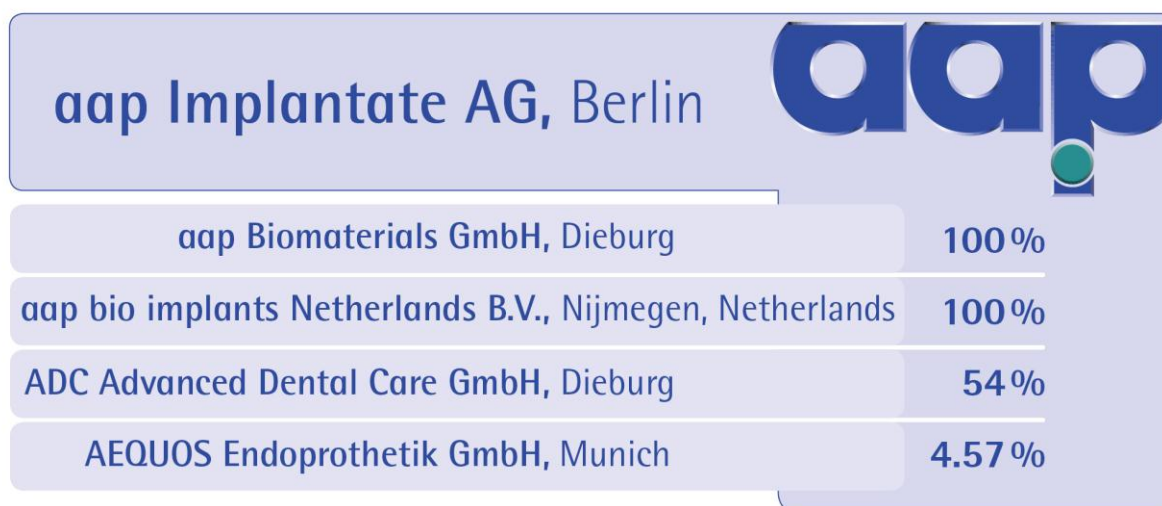 aap Implantate AG, Berlin
aap
aap Biomaterials GmbH, Dieburg 100 %
aap bio implants Netherlands B.V., Nijmegen, Netherlands 100 %
ADC Advanced Dental Care GmbH, Dieburg 54 %
AEQUOS Endoprothetik GmbH, Munich 4.57 %